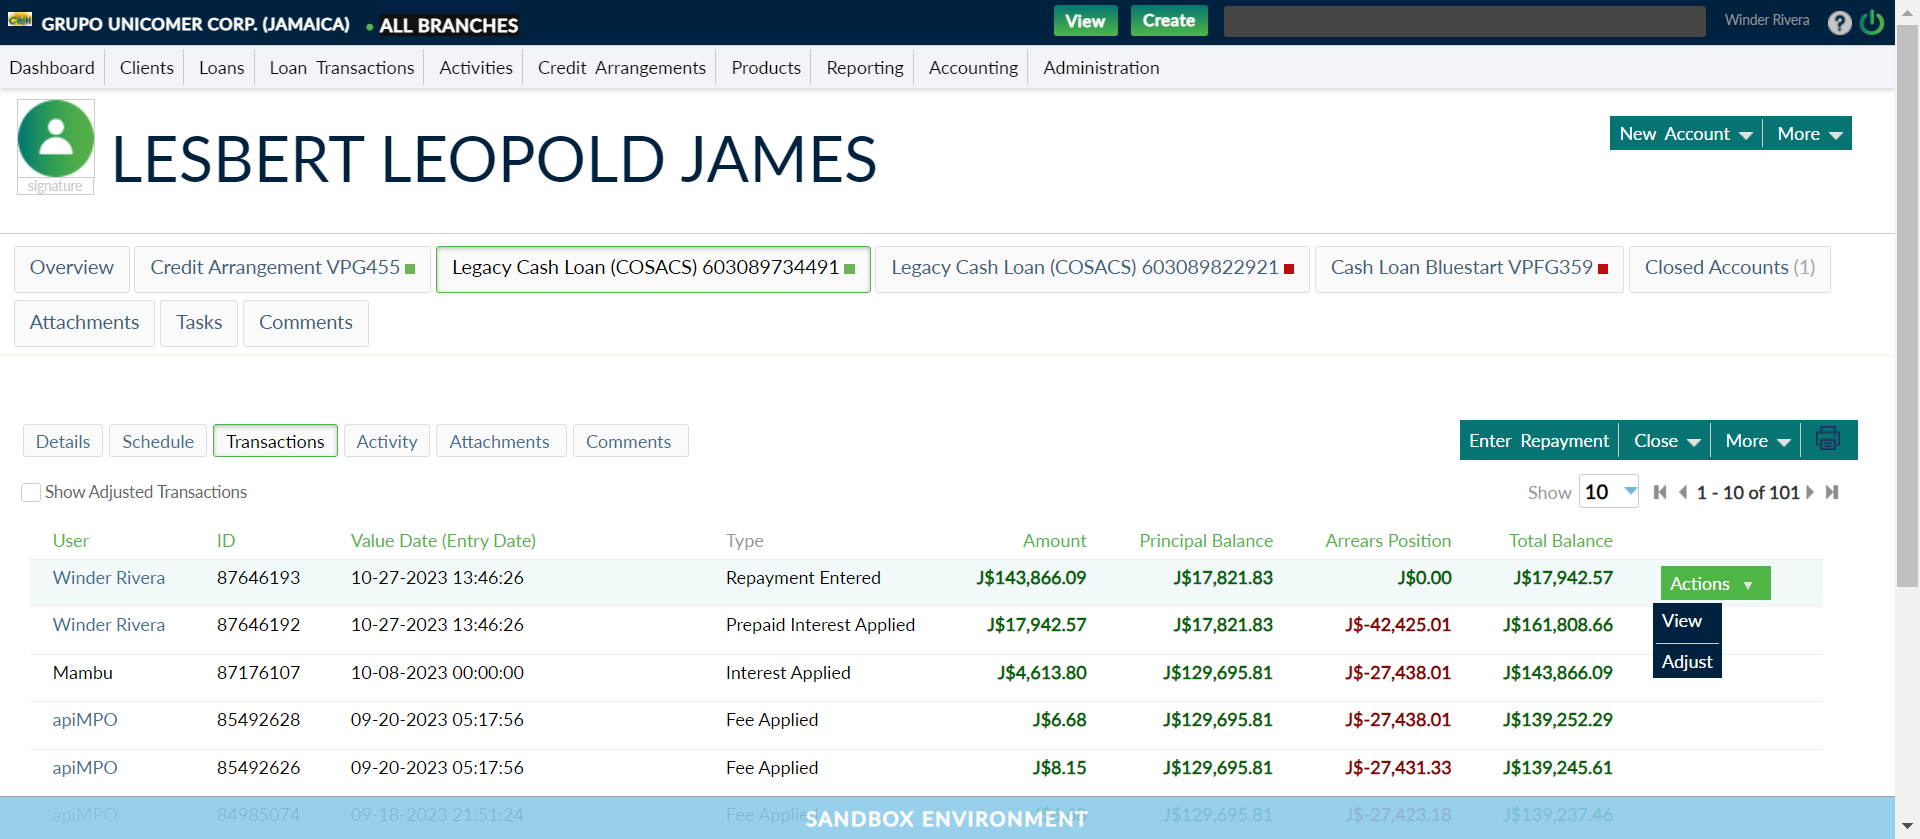 GRUPO UNICOMER CORP. (JAMAICA) • ALL BRANCHES View Create Winder Rivera ?
Dashboard Clients Loans Loan Transactions Activities Credit Arrangements Products Reporting Accounting Administration
signature
LESBERT LEOPOLD JAMES
New Account More
Overview Credit Arrangement VPG455 Legacy Cash Loan (COSACS) 603089734491 Legacy Cash Loan (COSACS) 603089822921 Cash Loan Bluestart VPFG359 Closed Accounts (1)
Attachments Tasks Comments
Details Schedule Transactions Activity Attachments Comments Enter Repayment Close More
Show Adjusted Transactions Show 10 1 - 10 of 101
User ID Value Date (Entry Date) Type Amount Principal Balance Arrears Position Total Balance
Winder Rivera 87646193 10-27-2023 13:46:26 Repayment Entered J$143,866.09 J$17,821.83 J$0.00 J$17,942.57 Actions
Winder Rivera 87646192 10-27-2023 13:46:26 Prepaid Interest Applied J$17,942.57 J$17,821.83 J$-42,425.01 J$161,808.66 View
Mambu 87176107 10-08-2023 00:00:00 Interest Applied J$4,613.80 J$129,695.81 J$-27,438.01 J$143,866.09 Adjust
apiMPO 85492628 09-20-2023 05:17:56 Fee Applied J$6.68 J$129,695.81 J$-27,438.01 J$139,252.29
apiMPO 85492626 09-20-2023 05:17:56 Fee Applied J$8.15 J$129,695.81 J$-27,431.33 J$139,245.61
apiMPO 84985074 09-18-2023 21:51:24 Fee Applied J$129,695.81 J$-27,423.18 J$139,237.46
SANDBOX ENVIRONMENT